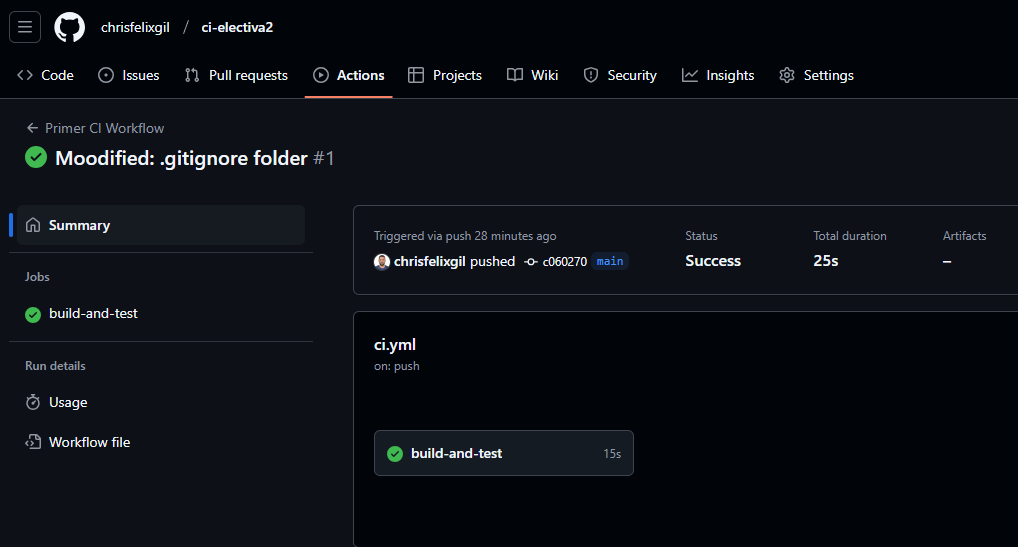 chrisfelixgil / ci-electiva2
Code Issues Pull requests Actions Projects Wiki Security Insights Settings
← Primer CI Workflow
Moodified: .gitignore folder #1
Summary
Jobs
build-and-test
Run details
Usage
Workflow file
Triggered via push 28 minutes ago
chrisfelixgil pushed c060270 main
Status
Success
Total duration
25s
Artifacts
–
ci.yml
on: push
build-and-test 15s